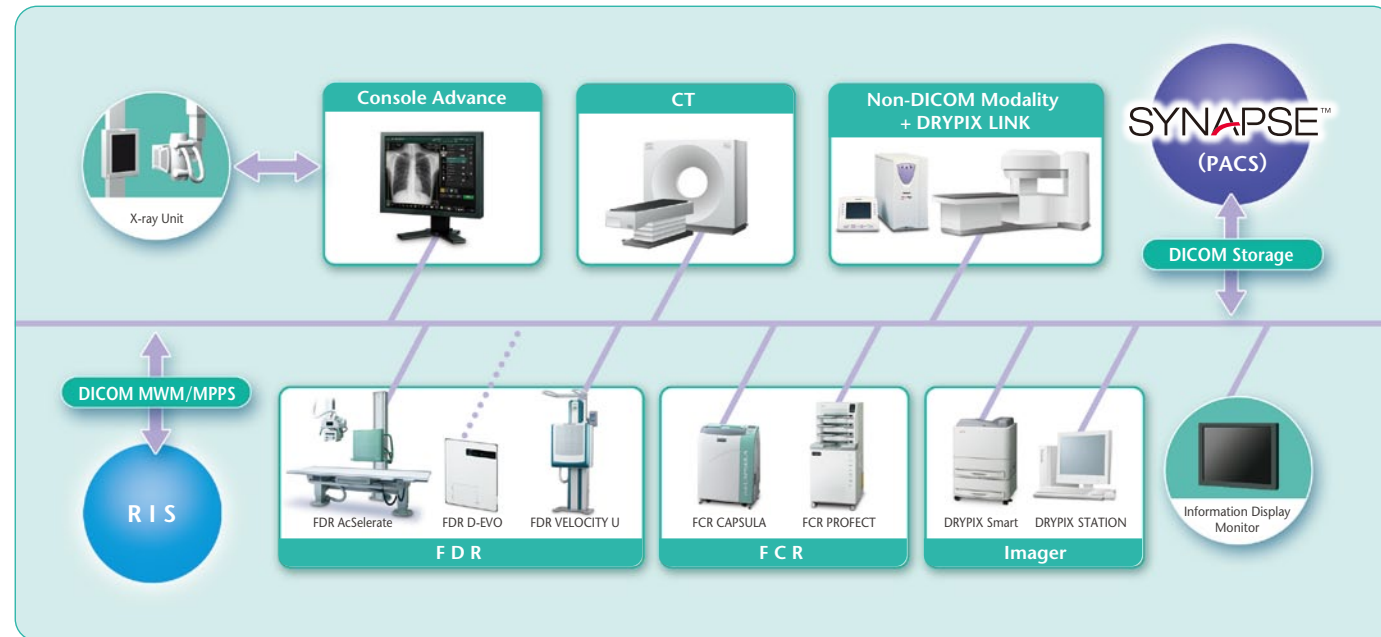 Console Advance
CT
Non-DICOM Modality
+ DRYPIX LINK
SYNAPSE™
(PACS)
X-ray Unit
DICOM Storage
DICOM MWM/MPPS
RIS
FDR AcSelerate
FDR D-EVO
FDR VELOCITY U
FDR
FCR CAPSULA
FCR PROFECT
FCR
DRYPIX Smart
DRYPIX STATION
Imager
Information Display
Monitor